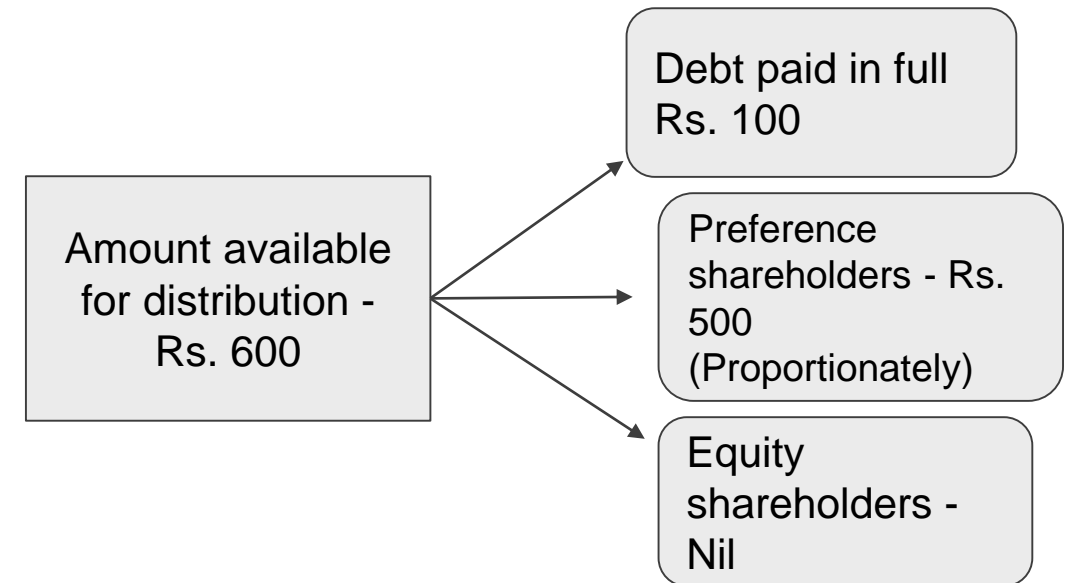 Amount available
for distribution -
Rs. 600
Debt paid in full
Rs. 100
Preference
shareholders - Rs.
500
(Proportionately)
Equity
shareholders -
Nil